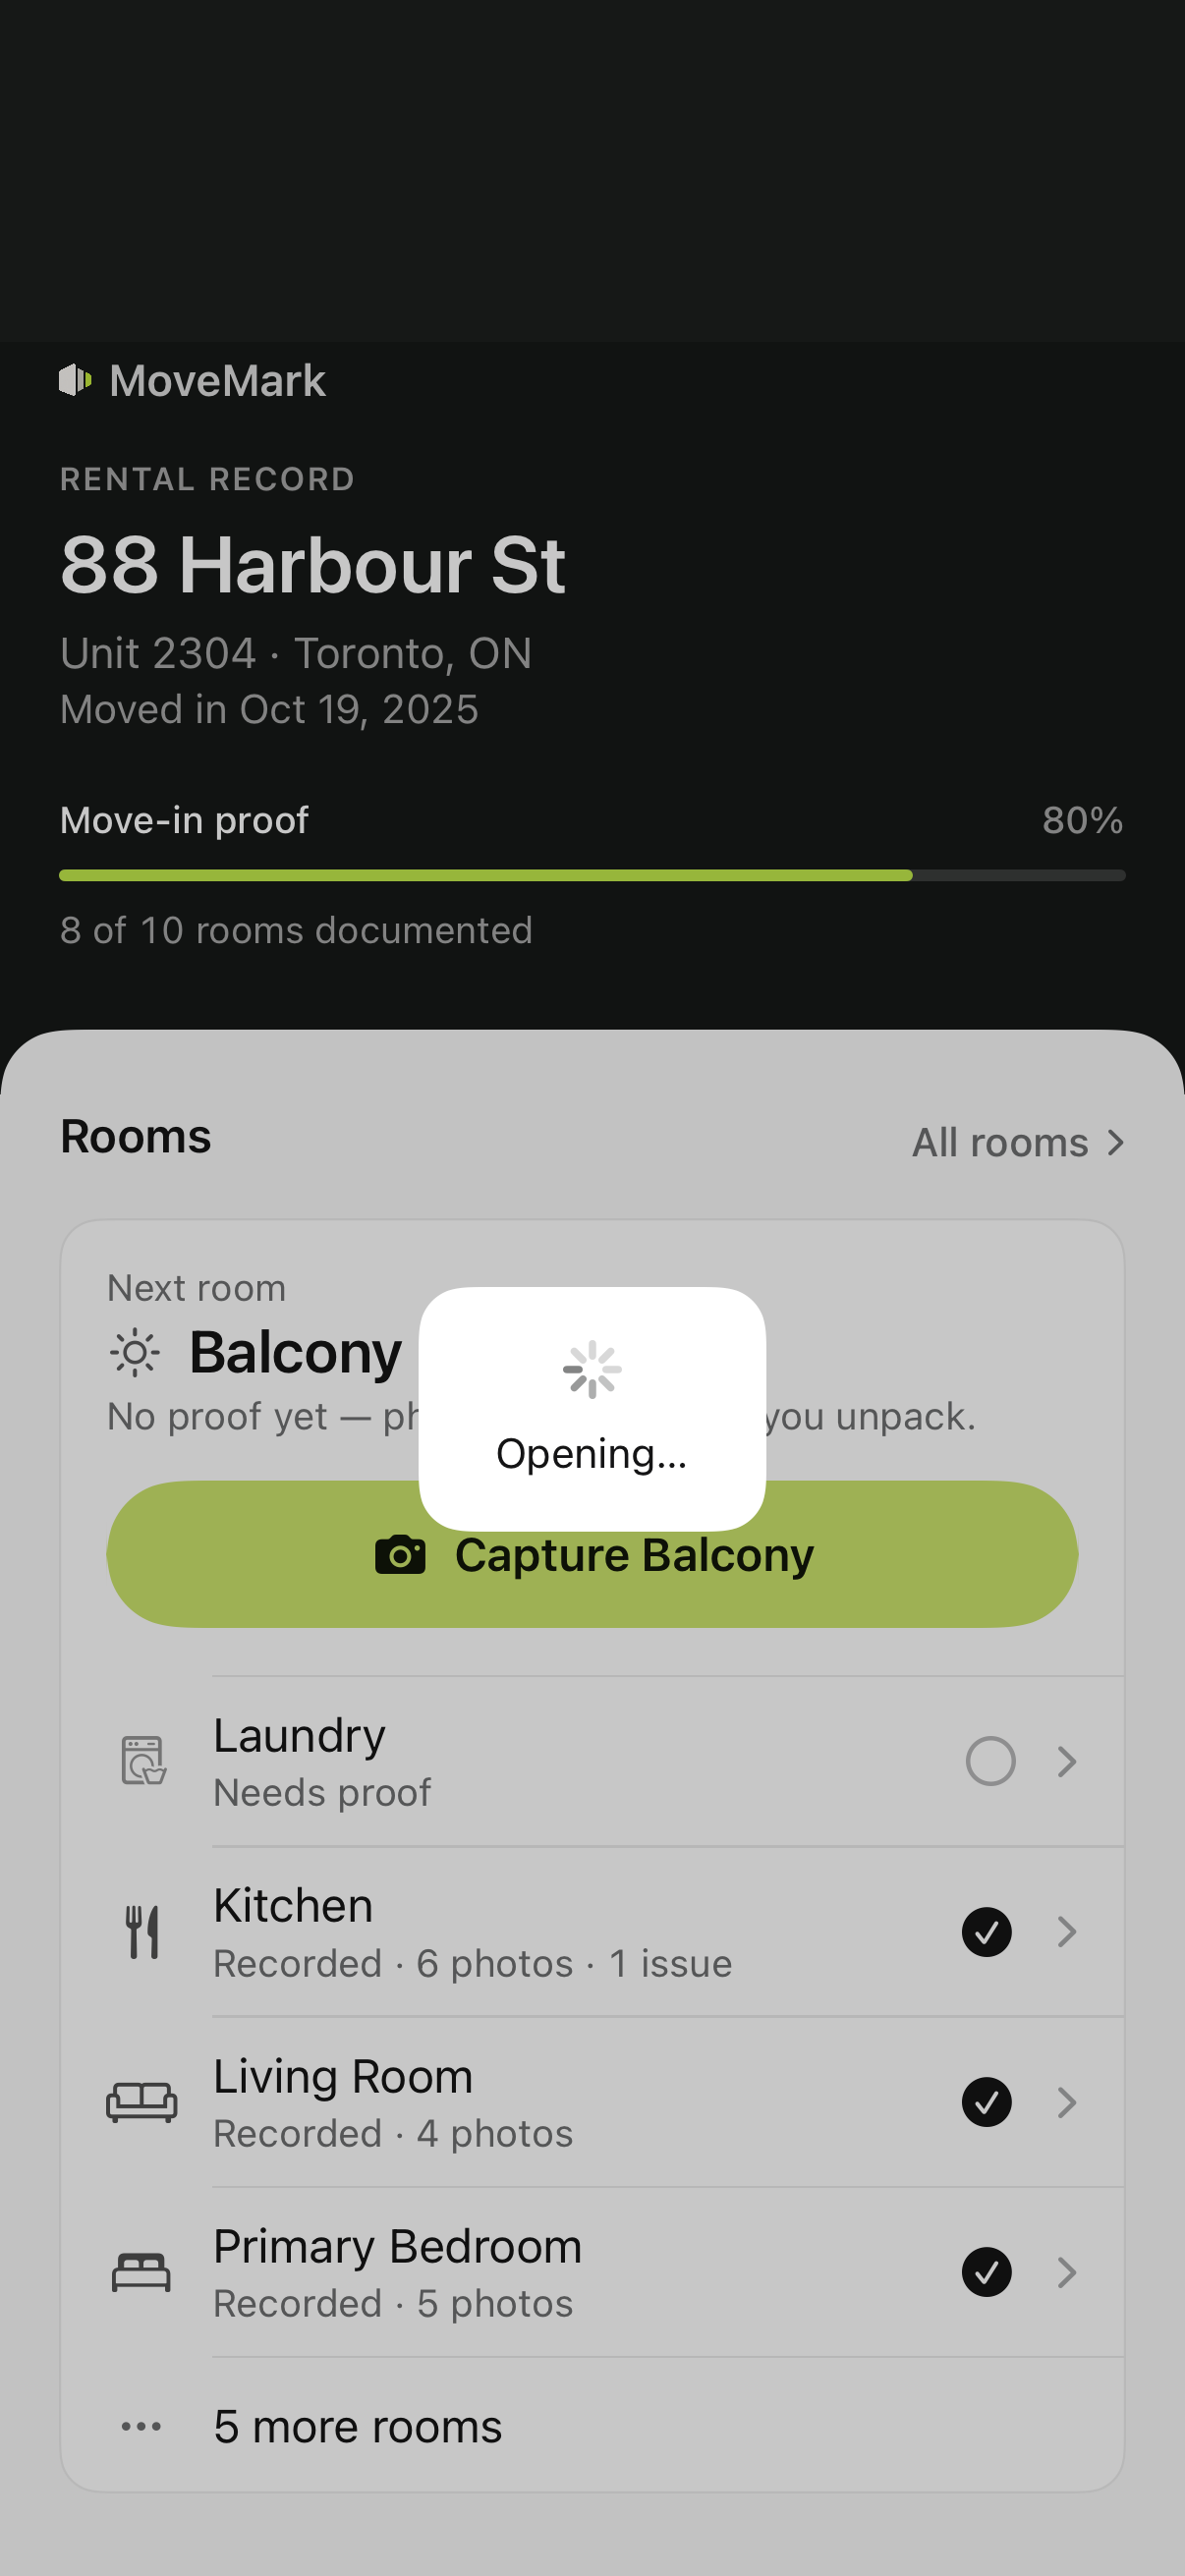 MoveMark
RENTAL RECORD
88 Harbour St
Unit 2304 · Toronto, ON
Moved in Oct 19, 2025
Move-in proof 80%
8 of 10 rooms documented
Rooms All rooms
Next room
Balcony
No proof yet — you unpack.
Opening...
Capture Balcony
Laundry
Needs proof
Kitchen
Recorded · 6 photos · 1 issue
Living Room
Recorded · 4 photos
Primary Bedroom
Recorded · 5 photos
5 more rooms